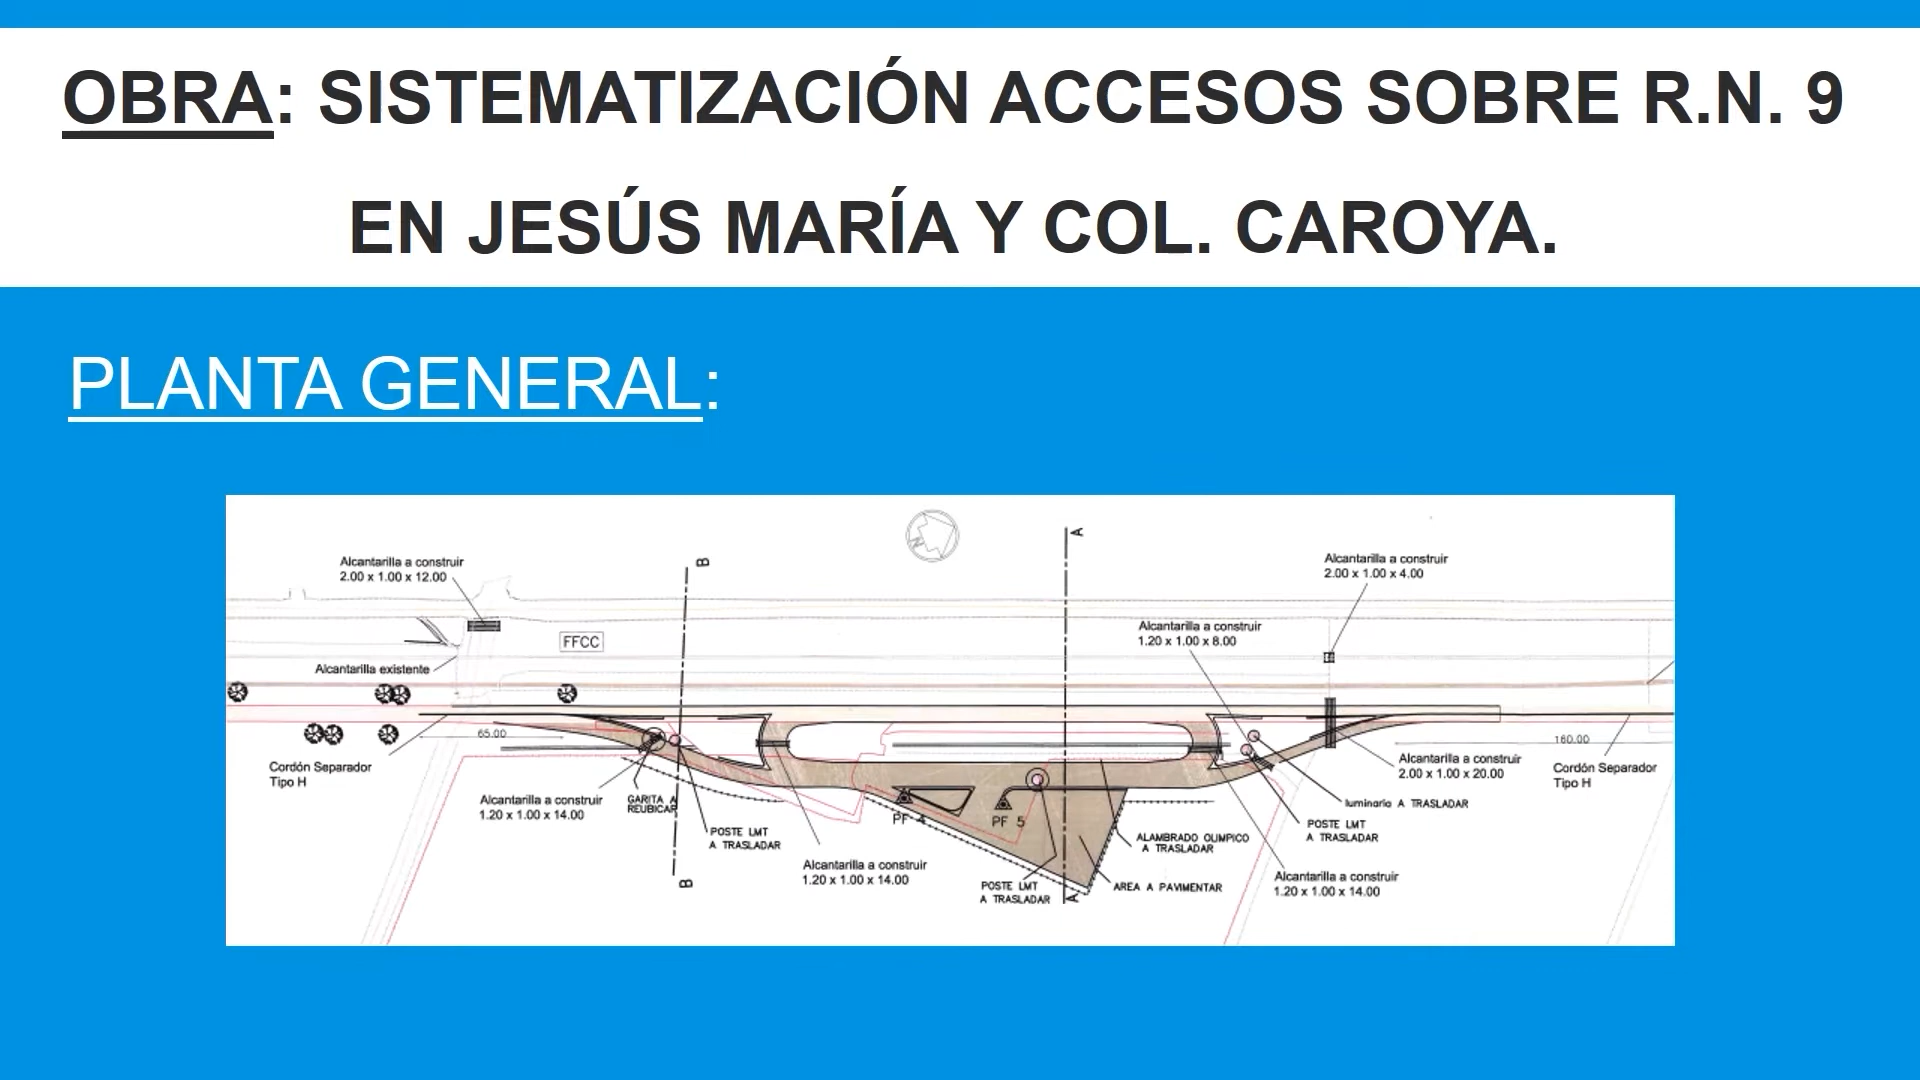 OBRA: SISTEMATIZACIÓN ACCESOS SOBRE R.N. 9
EN JESÚS MARÍA Y COL. CAROYA.
PLANTA GENERAL:
N
A
B
Alcantarilla a construir
2.00 x 1.00 x 12.00
Alcantarilla a construir
2.00 x 1.00 x 4.00
FFCC
Alcantarilla a construir
1.20 x 1.00 x 8.00
Alcantarilla existente
65.00
160.00
Cordón Separador
Tipo H
Alcantarilla a construir
2.00 x 1.00 x 20.00
Cordón Separador
Tipo H
Alcantarilla a construir
1.20 x 1.00 x 14.00
GARITA A
REUBICAR
PF 4
PF 5
luminaria A TRASLADAR
POSTE LMT
A TRASLADAR
POSTE LMT
A TRASLADAR
ALAMBRADO OLIMPICO
A TRASLADAR
Alcantarilla a construir
1.20 x 1.00 x 14.00
POSTE LMT
A TRASLADAR
AREA A PAVIMENTAR
Alcantarilla a construir
1.20 x 1.00 x 14.00
B
A